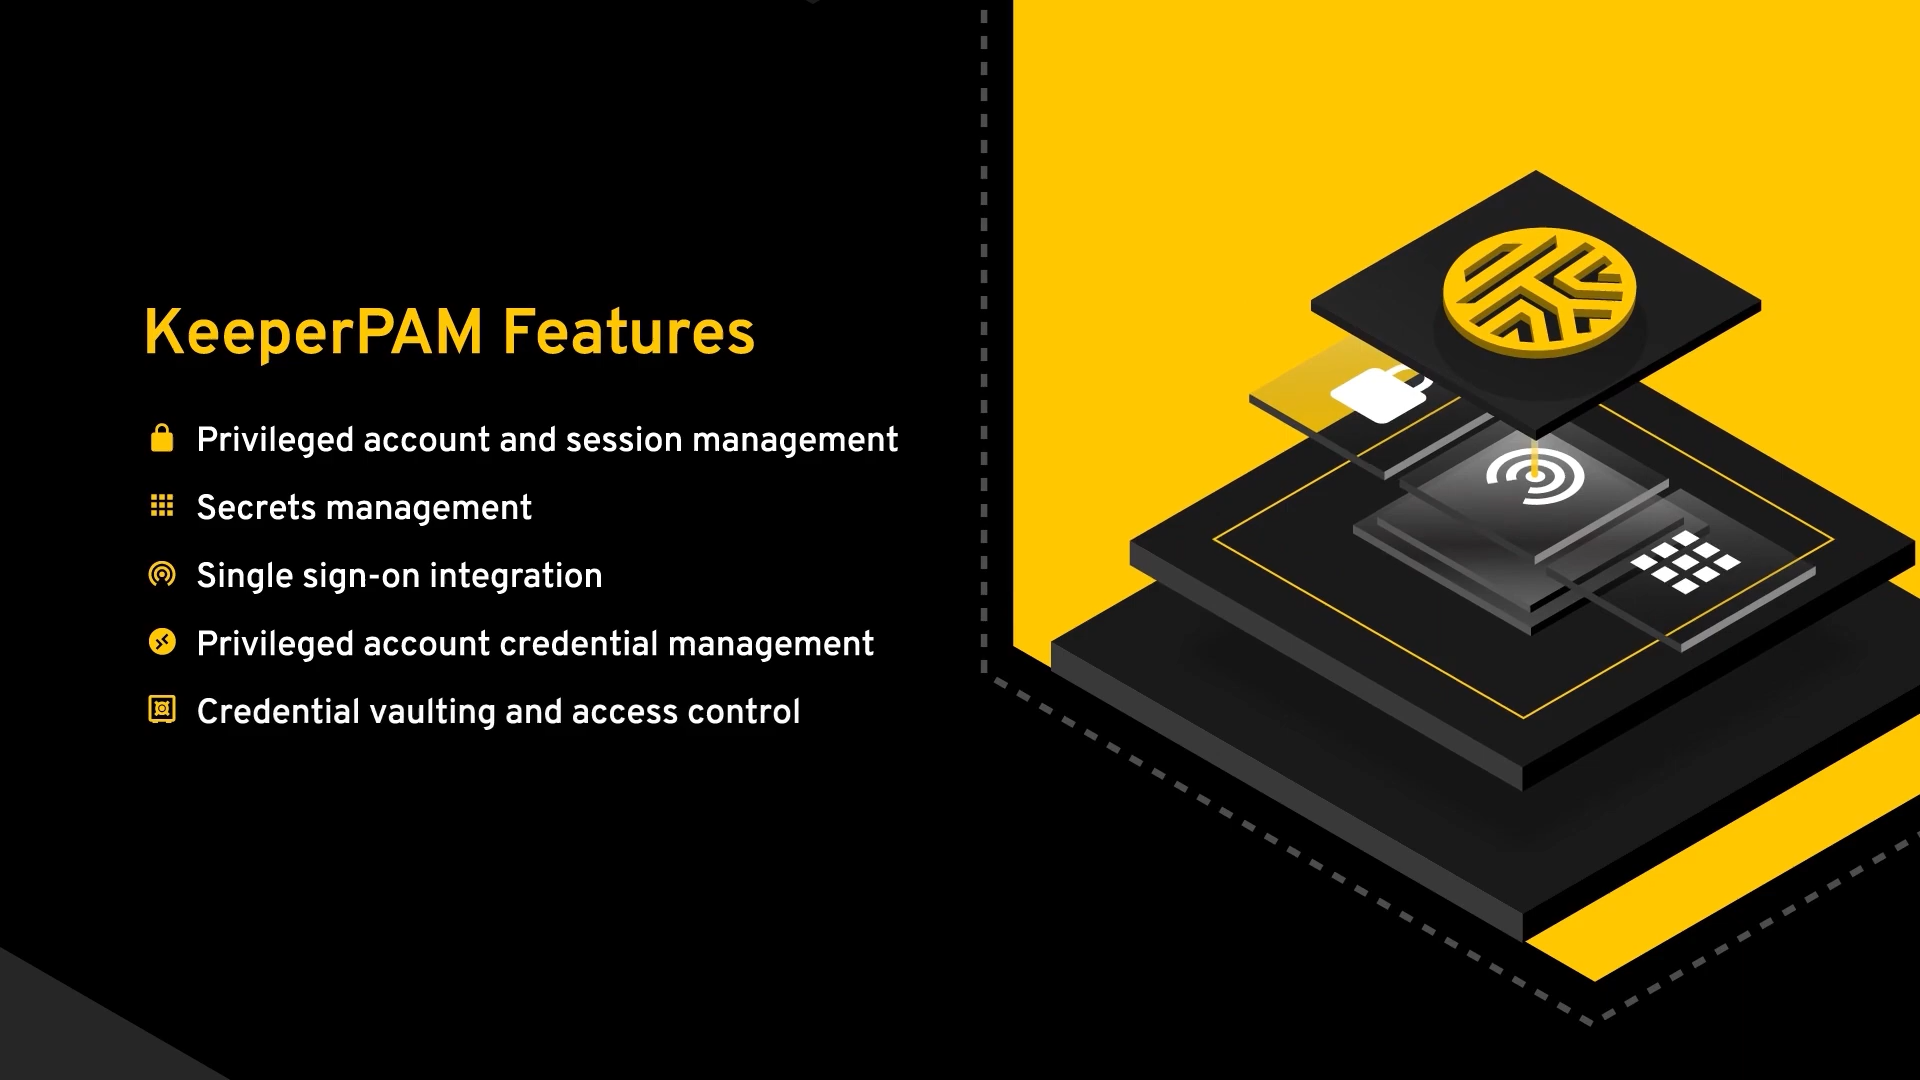 KeeperPAM Features
Privileged account and session management
Secrets management
Single sign-on integration
Privileged account credential management
Credential vaulting and access control